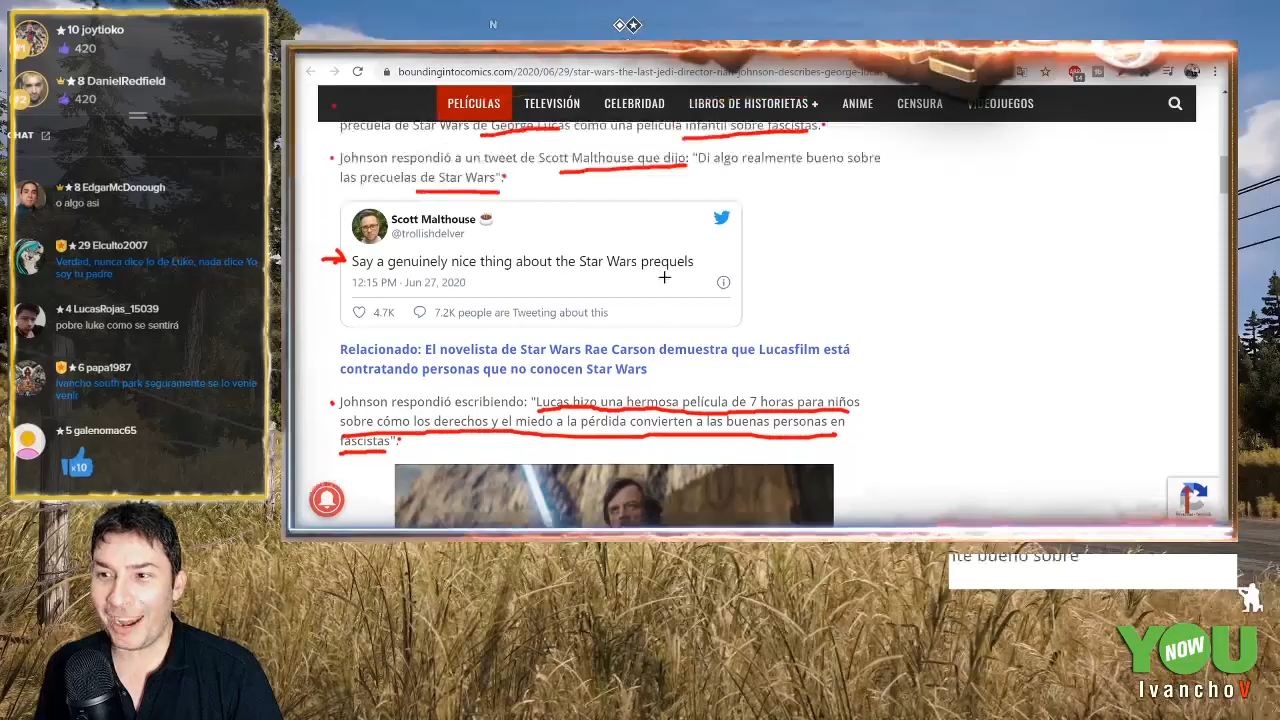 N
★10 joytioko
#1
420
★8 DanielRedfield
#2
420
CHAT
★8 EdgarMcDonough
o algo asi
★29 Elculto2007
Verdad, nunca dice lo de Luke, nada dice Yo
soy tu padre
★4 LucasRojas_15039
pobre luke como se sentirá
★6 papa1987
Ivancho south park seguramente se lo venia
venir
★5 galenomac65
x10
boundingintocomics.com/2020/06/29/star-wars-the-last-jedi-director-rian-johnson-describes-george-lucas
PELÍCULAS TELEVISIÓN CELEBRIDAD LIBROS DE HISTORIETAS + ANIME CENSURA VIDEOJUEGOS
precuela de Star Wars de George Lucas como una película infantil sobre fascistas.
Johnson respondió a un tweet de Scott Malthouse que dijo: "Di algo realmente bueno sobre
las precuelas de Star Wars".
Scott Malthouse
@trollishdelver
Say a genuinely nice thing about the Star Wars prequels
12:15 PM · Jun 27, 2020
4.7K 7.2K people are Tweeting about this
Relacionado: El novelista de Star Wars Rae Carson demuestra que Lucasfilm está
contratando personas que no conocen Star Wars
Johnson respondió escribiendo: "Lucas hizo una hermosa película de 7 horas para niños
sobre cómo los derechos y el miedo a la pérdida convierten a las buenas personas en
fascistas".
nte bueno sobre
YOU
NOW
IvanchoV